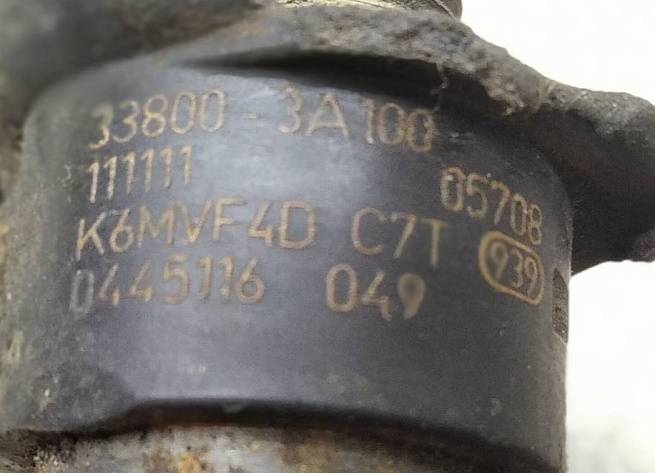 33800 - 3A100
111111 05708
K6MVF4D C7T 939
0445116 049